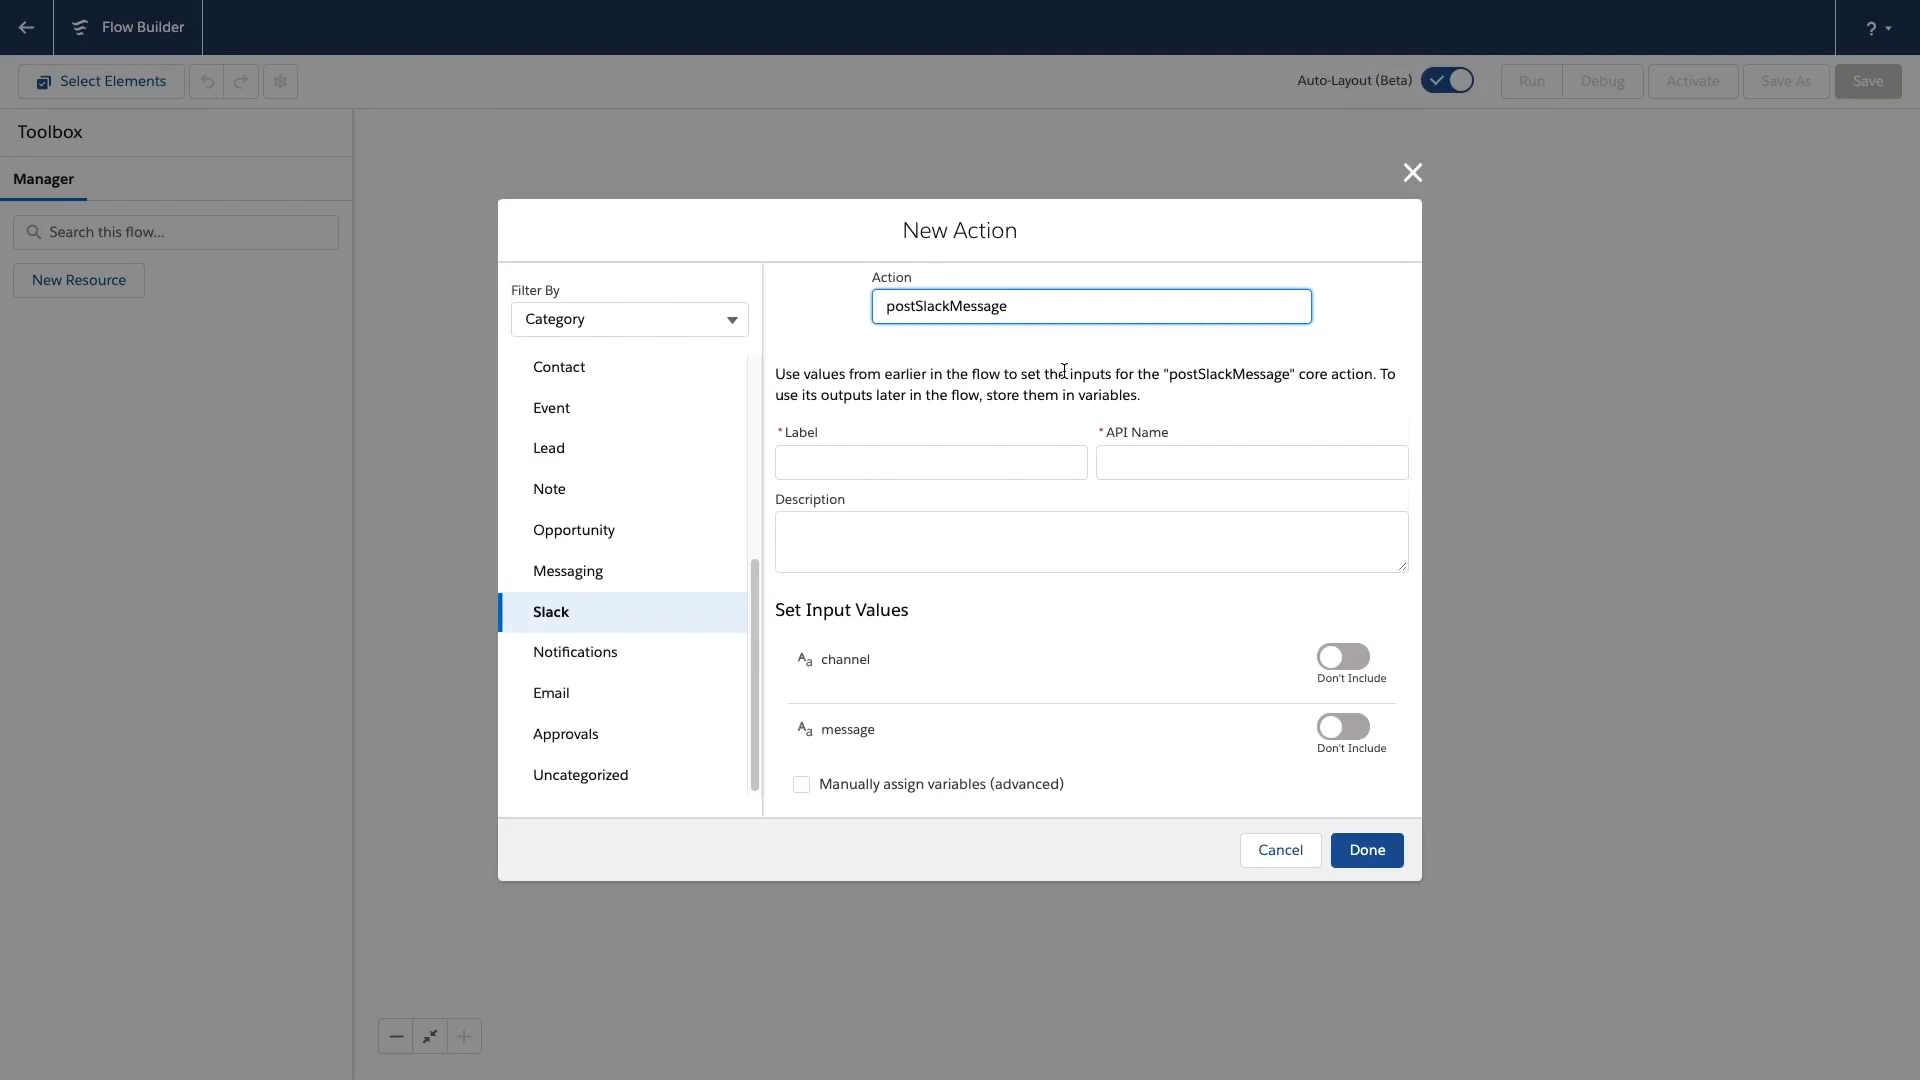 Flow Builder
?
Select Elements
Auto-Layout (Beta)
Run
Debug
Activate
Save As
Save
Toolbox
Manager
Search this flow...
New Resource
New Action
Filter By
Category
Contact
Event
Lead
Note
Opportunity
Messaging
Slack
Notifications
Email
Approvals
Uncategorized
Action
postSlackMessage
Use values from earlier in the flow to set the inputs for the "postSlackMessage" core action. To
use its outputs later in the flow, store them in variables.
* Label
* API Name
Description
Set Input Values
Aa channel
Don't Include
Aa message
Don't Include
Manually assign variables (advanced)
Cancel
Done